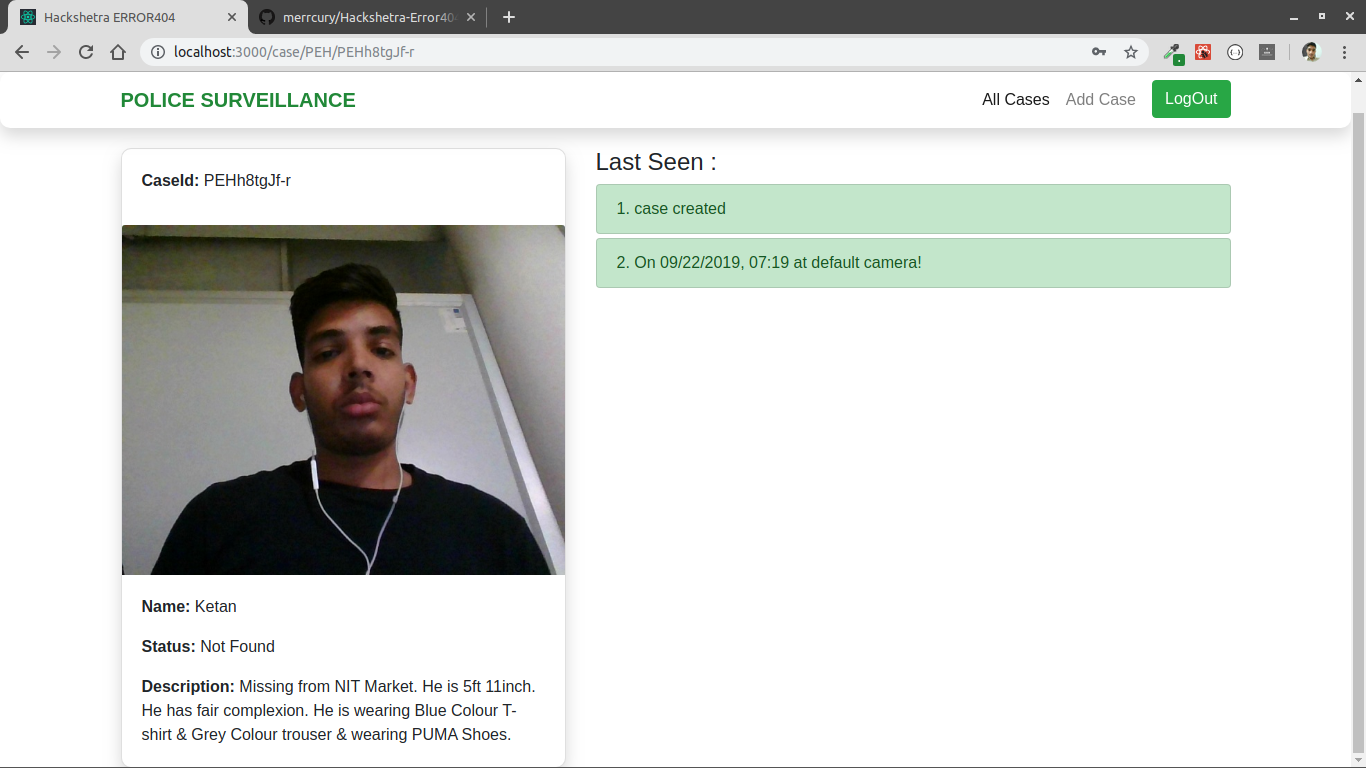 Hackshetra ERROR404
merrcury/Hackshetra-Error40
localhost:3000/case/PEH/PEHh8tgJf-r
POLICE SURVEILLANCE
All Cases
Add Case
LogOut
CaseId: PEHh8tgJf-r
Name: Ketan
Status: Not Found
Description: Missing from NIT Market. He is 5ft 11inch.
He has fair complexion. He is wearing Blue Colour T-
shirt & Grey Colour trouser & wearing PUMA Shoes.
Last Seen :
1. case created
2. On 09/22/2019, 07:19 at default camera!